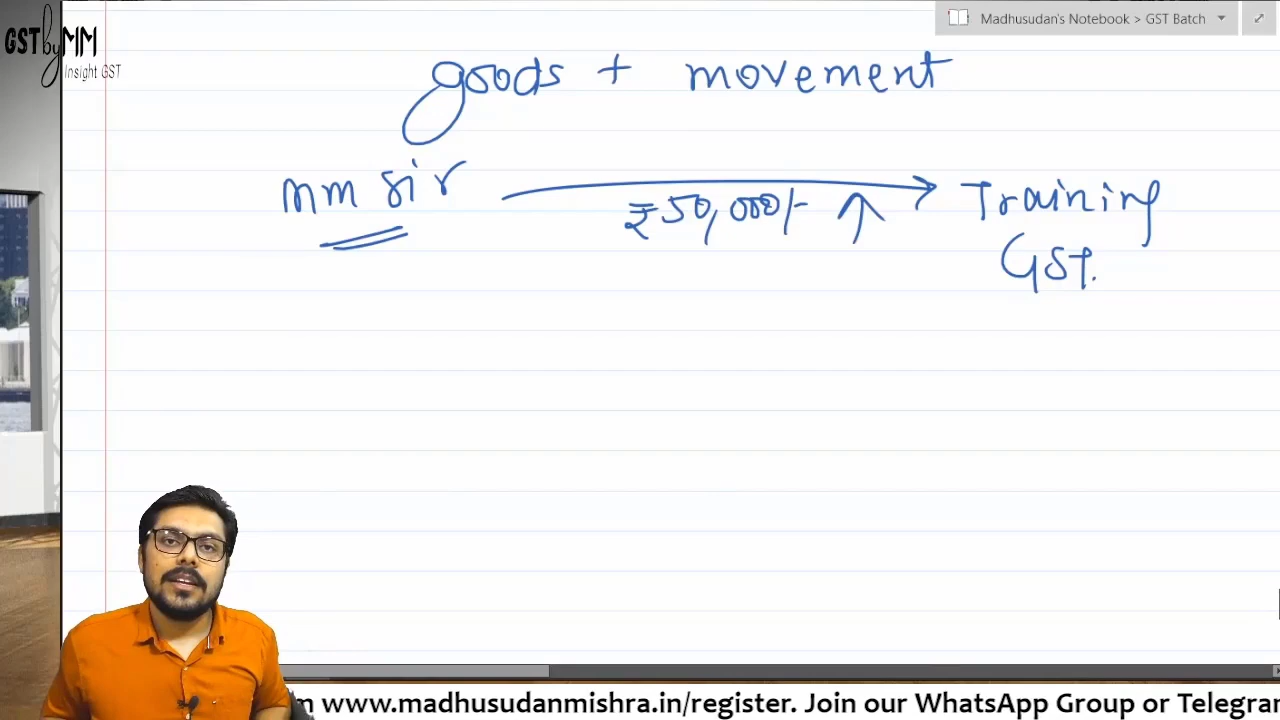 GST by MM
Insight GST
Madhusudan's Notebook > GST Batch
goods + movement
mm sir
₹50,000/-
Training
GST.
www.madhusudanmishra.in/register. Join our WhatsApp Group or